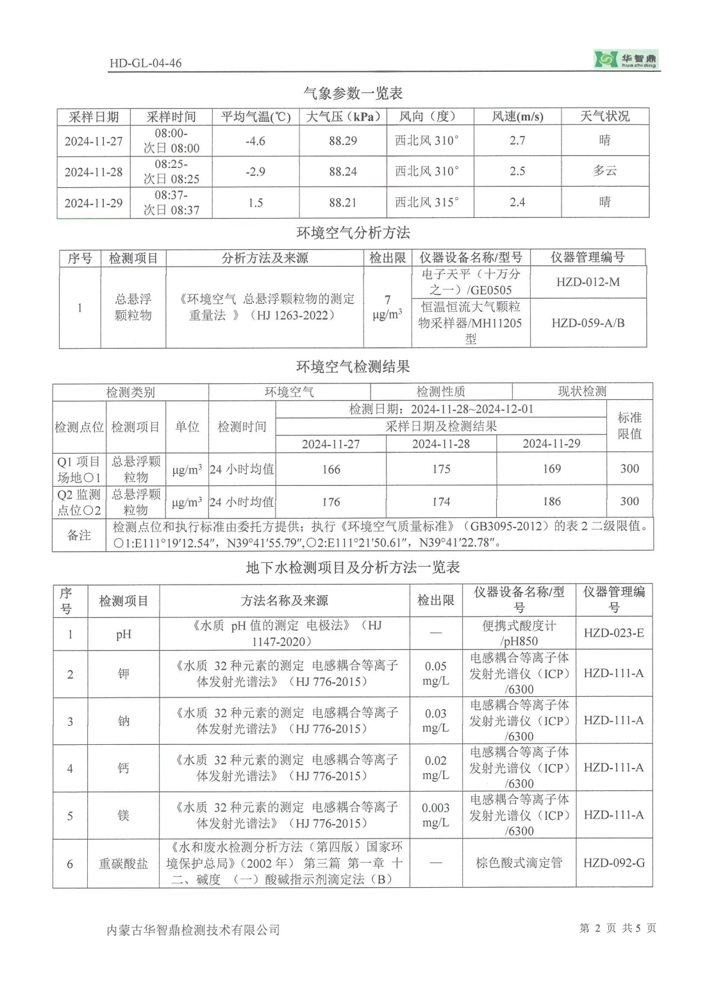 HD-GL-04-46
华智鼎
huazhiding
气象参数一览表
采样日期 采样时间 平均气温(℃) 大气压（kPa） 风向（度） 风速(m/s) 天气状况
2024-11-27 08:00-次日 08:00 -4.6 88.29 西北风 310° 2.7 晴
2024-11-28 08:25-次日 08:25 -2.9 88.24 西北风 310° 2.5 多云
2024-11-29 08:37-次日 08:37 1.5 88.21 西北风 315° 2.4 晴
环境空气分析方法
序号 检测项目 分析方法及来源 检出限 仪器设备名称/型号 仪器管理编号
1 总悬浮颗粒物 《环境空气 总悬浮颗粒物的测定 重量法 》（HJ 1263-2022） 7 μg/m³ 电子天平（十万分之一）/GE0505 HZD-012-M
恒温恒流大气颗粒物采样器/MH11205型 HZD-059-A/B
环境空气检测结果
检测类别 环境空气 检测性质 现状检测
检测点位 检测项目 单位 检测时间 检测日期：2024-11-28~2024-12-01 标准限值
采样日期及检测结果
2024-11-27 2024-11-28 2024-11-29
Q1 项目场地○1 总悬浮颗粒物 μg/m³ 24 小时均值 166 175 169 300
Q2 监测点位○2 总悬浮颗粒物 μg/m³ 24 小时均值 176 174 186 300
备注 检测点位和执行标准由委托方提供；执行《环境空气质量标准》（GB3095-2012）的表 2 二级限值。
○1:E111°19′12.54″，N39°41′55.79″,○2:E111°21′50.61″，N39°41′22.78″。
地下水检测项目及分析方法一览表
序号 检测项目 方法名称及来源 检出限 仪器设备名称/型号 仪器管理编号
1 pH 《水质 pH 值的测定 电极法》（HJ 1147-2020） — 便携式酸度计/pH850 HZD-023-E
2 钾 《水质 32 种元素的测定 电感耦合等离子体发射光谱法》（HJ 776-2015） 0.05 mg/L 电感耦合等离子体发射光谱仪（ICP）/6300 HZD-111-A
3 钠 《水质 32 种元素的测定 电感耦合等离子体发射光谱法》（HJ 776-2015） 0.03 mg/L 电感耦合等离子体发射光谱仪（ICP）/6300 HZD-111-A
4 钙 《水质 32 种元素的测定 电感耦合等离子体发射光谱法》（HJ 776-2015） 0.02 mg/L 电感耦合等离子体发射光谱仪（ICP）/6300 HZD-111-A
5 镁 《水质 32 种元素的测定 电感耦合等离子体发射光谱法》（HJ 776-2015） 0.003 mg/L 电感耦合等离子体发射光谱仪（ICP）/6300 HZD-111-A
6 重碳酸盐 《水和废水检测分析方法（第四版）国家环境保护总局》（2002 年） 第三篇 第一章 十二、碱度 （一）酸碱指示剂滴定法（B） — 棕色酸式滴定管 HZD-092-G
内蒙古华智鼎检测技术有限公司
第 2 页 共 5 页